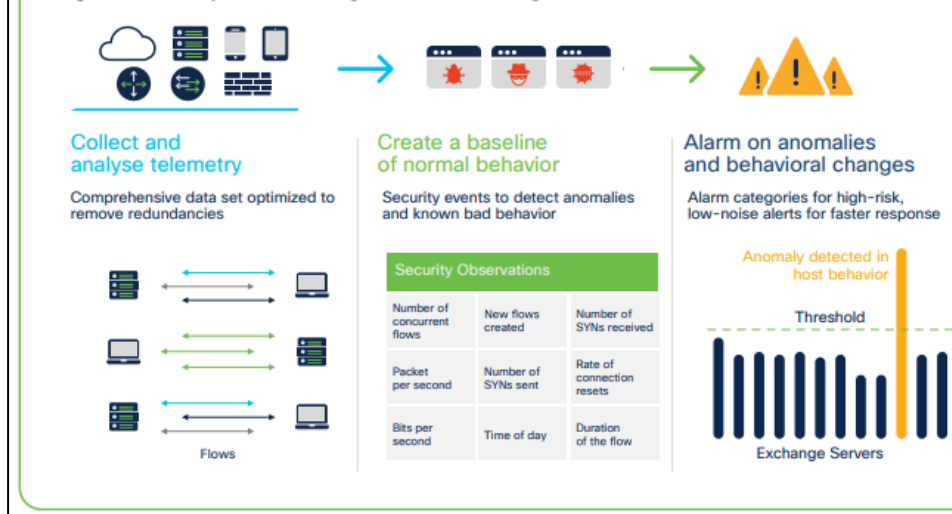 Collect and
analyse telemetry
Comprehensive data set optimized to
remove redundancies
Flows
Create a baseline
of normal behavior
Security events to detect anomalies
and known bad behavior
Security Observations
Number of
concurrent
flows
New flows
created
Number of
SYNs received
Packet
per second
Number of
SYNs sent
Rate of
connection
resets
Bits per
second
Time of day
Duration
of the flow
Alarm on anomalies
and behavioral changes
Alarm categories for high-risk,
low-noise alerts for faster response
Anomaly detected in
host behavior
Threshold
Exchange Servers